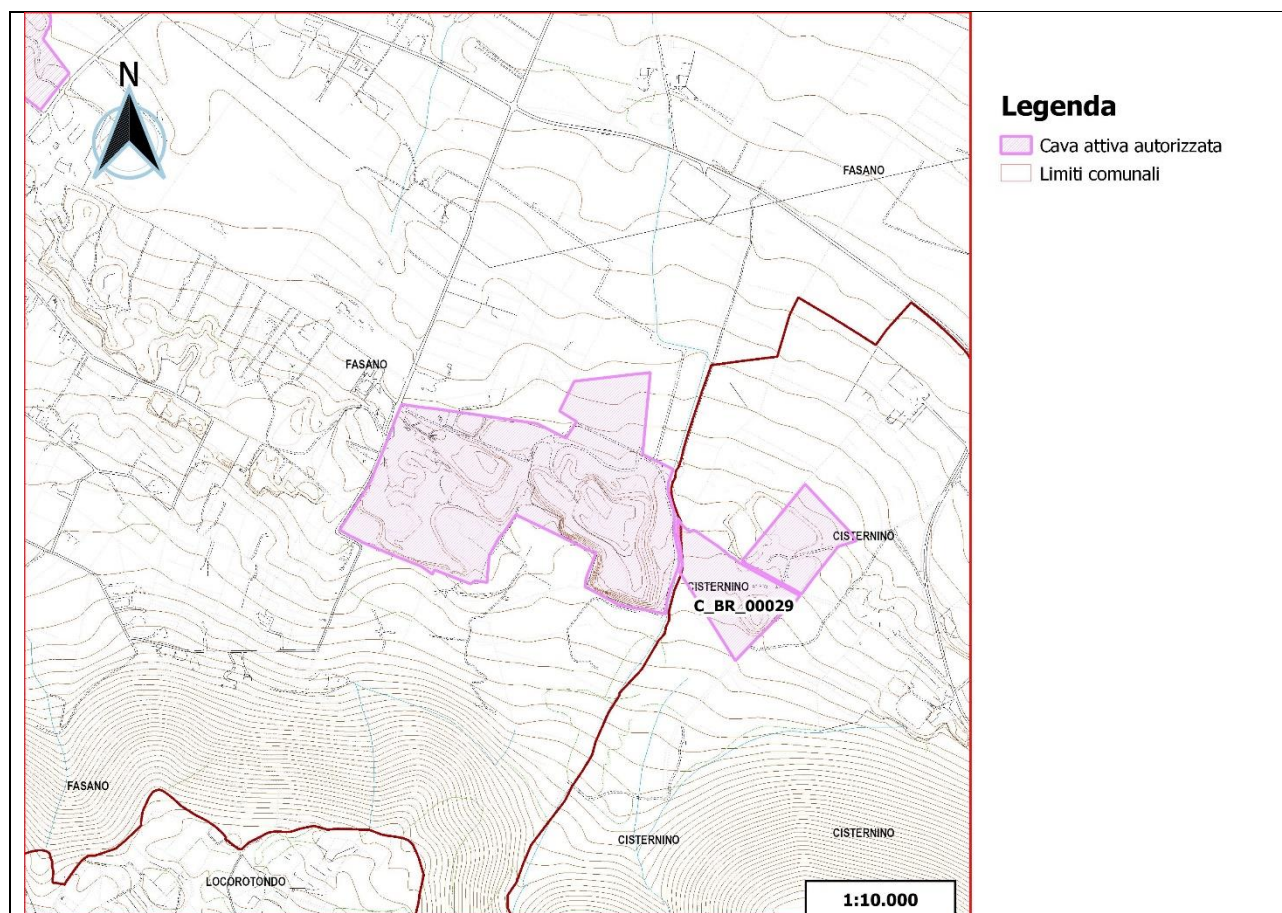 N
Legenda
Cava attiva autorizzata
Limiti comunali
FASANO
FASANO
CISTERNINO
CISTERNINO
C_BR_00029
FASANO
CISTERNINO
CISTERNINO
LOCOROTONDO
1:10.000